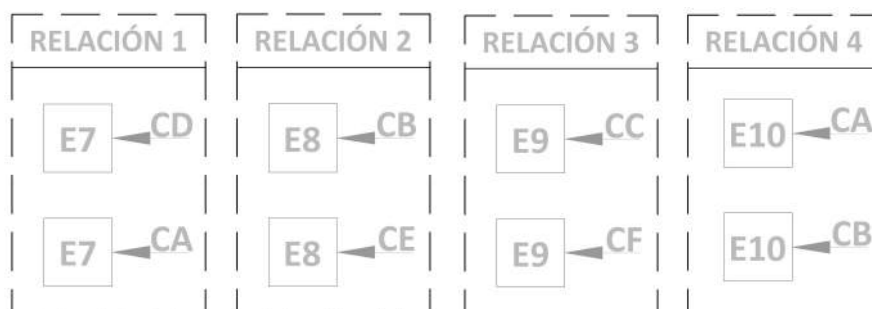 RELACIÓN 1 RELACIÓN 2 RELACIÓN 3 RELACIÓN 4
E7 CD E8 CB E9 CC E10 CA
E7 CA E8 CE E9 CF E10 CB